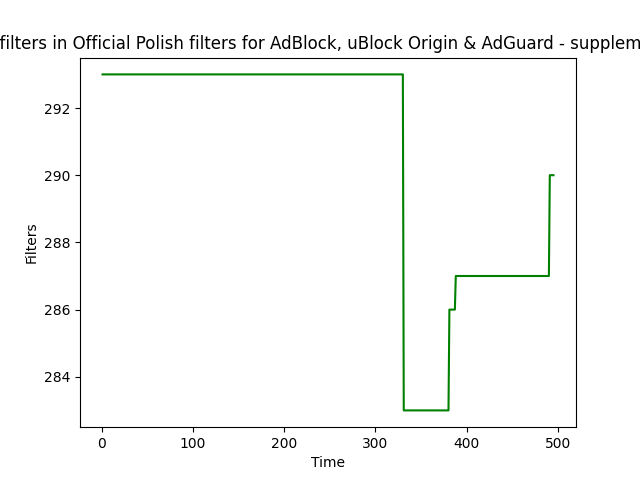 filters in Official Polish filters for AdBlock, uBlock Origin & AdGuard - supplem
292
290
288
286
284
Filters
0 100 200 300 400 500
Time